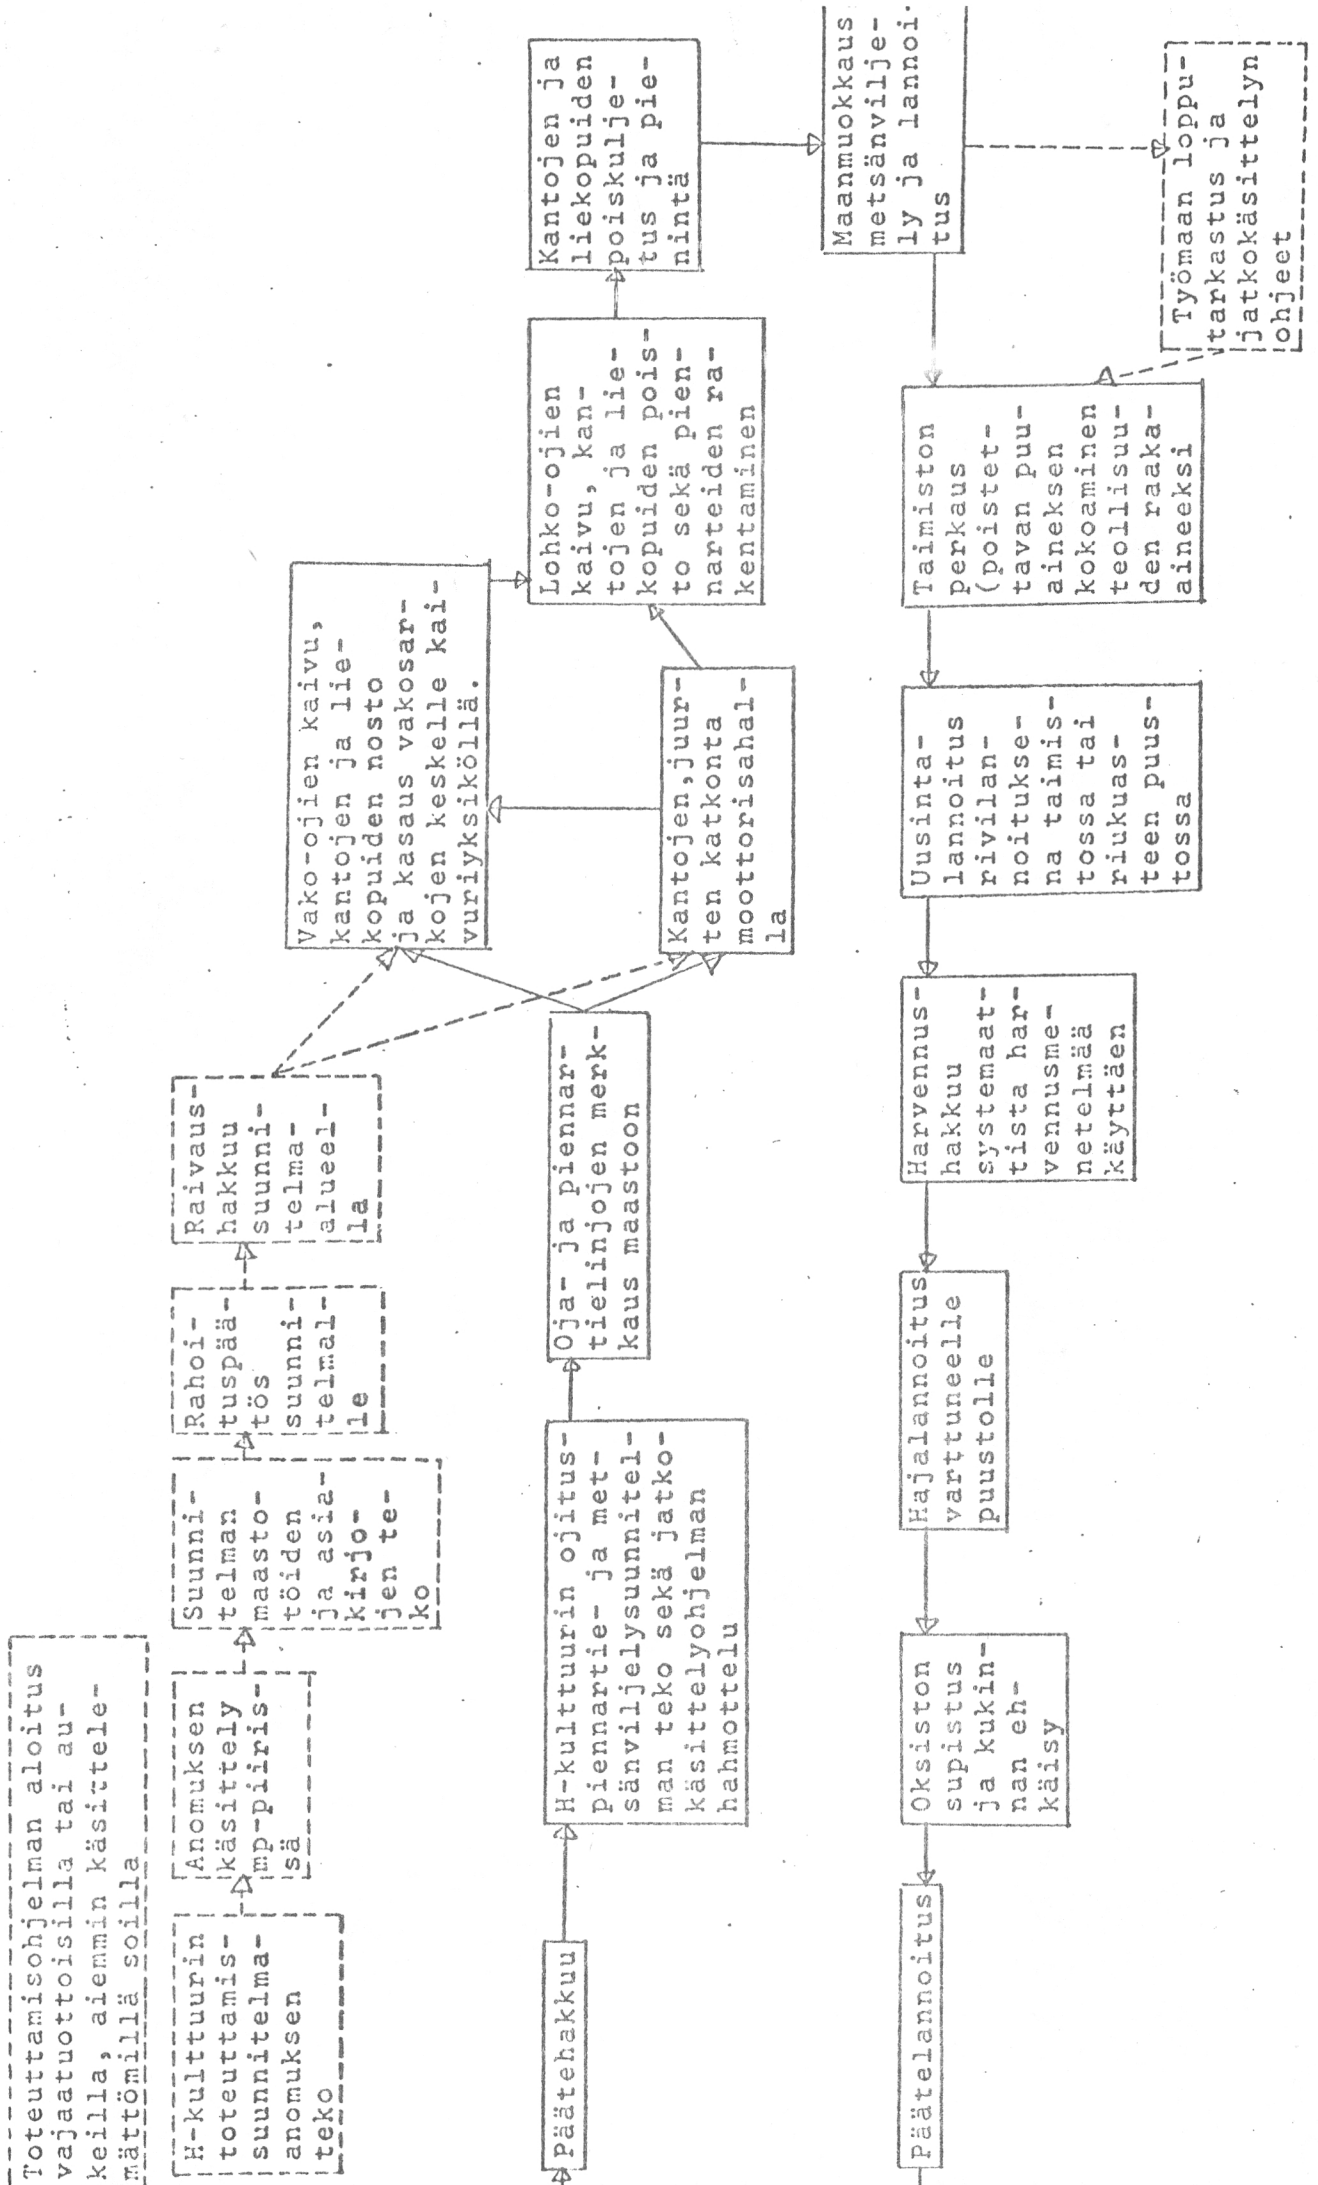 Toteuttamisohjelman aloitus
vajaatuottoisilla tai au-
keilla, aiemmin käsittele-
mättömillä soilla
H-kulttuurin
toteuttamis-
suunnitelma-
anomuksen
teko
Anomuksen
käsittely
mp-piiris-
sä
Suunni-
telman
maasto-
töiden
ja asia-
kirjo-
jen te-
ko
Rahoi-
tuspää-
tös
suunni-
telmal-
le
Raivaus-
hakkuu
suunni-
telma-
alueel-
la
Vako-ojien kaivu,
kantojen ja lie-
kopuiden nosto
ja kasaus vakosar-
kojen keskelle kai-
vuriyksiköllä.
Päätehakkuu
H-kulttuurin ojitus-
piennartie- ja met-
sänviljelysuunnitel-
man teko sekä jatko-
käsittelyohjelman
hahmottelu
Oja- ja piennar-
tielinjojen merk-
kaus maastoon
Kantojen,juur-
ten katkonta
moottorisahal-
la
Lohko-ojien
kaivu, kan-
tojen ja lie-
kopuiden pois-
to sekä pien-
narteiden ra-
kentaminen
Kantojen ja
liekopuiden
poiskulje-
tus ja pie-
nintä
Maanmuokkaus
metsänvilje-
ly ja lannoi-
tus
Työmaan loppu-
tarkastus ja
jatkokäsittelyn
ohjeet
Taimiston
perkaus
(poistet-
tavan puu-
aineksen
kokoaminen
teollisuu-
den raaka-
aineeksi
Uusinta-
lannoitus
rivilan-
noitukse-
na taimis-
tossa tai
riukuas-
teen puus-
tossa
Harvennus-
hakkuu
systemaat-
tista har-
vennusme-
netelmää
käyttäen
Hajalannoitus
varttuneelle
puustolle
Oksiston
supistus
ja kukin-
nan eh-
käisy
Päätelannoitus